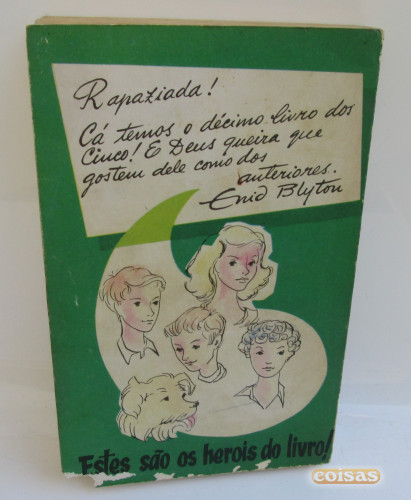 Rapaziada!
Cá temos o décimo livro dos
Cinco! E Deus queira que
gostem dele como dos
anteriores.
Enid Blyton
Estes são os herois do livro!
coisas